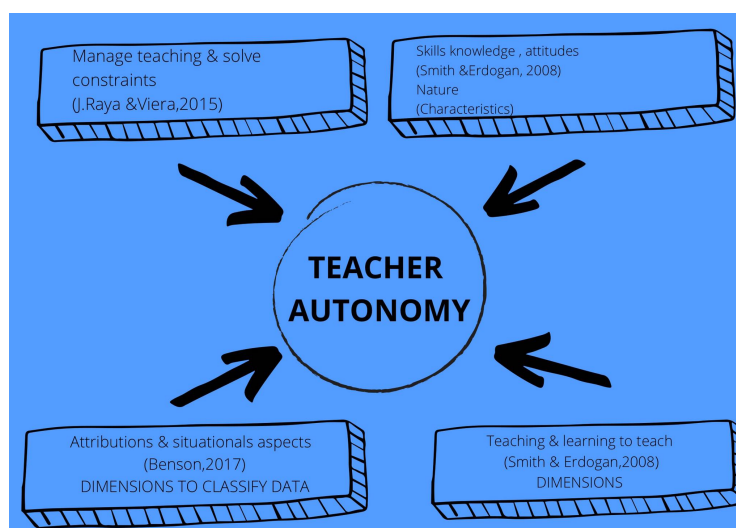 Manage teaching & solve
constraints
(J.Raya &Viera,2015)
Skills knowledge , attitudes
(Smith &Erdogan, 2008)
Nature
(Characteristics)
TEACHER
AUTONOMY
Attributions & situationals aspects
(Benson,2017)
DIMENSIONS TO CLASSIFY DATA
Teaching & learning to teach
(Smith & Erdogan,2008)
DIMENSIONS